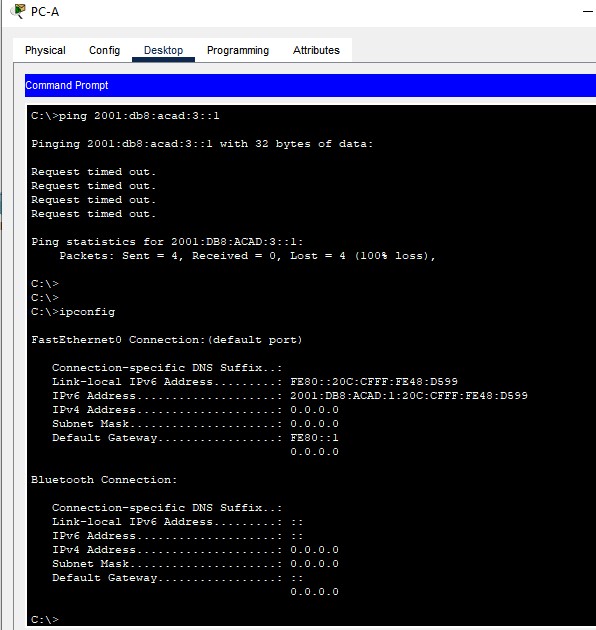 PC-A
Physical Config Desktop Programming Attributes
Command Prompt
C:\>ping 2001:db8:acad:3::1
Pinging 2001:db8:acad:3::1 with 32 bytes of data:
Request timed out.
Request timed out.
Request timed out.
Request timed out.
Ping statistics for 2001:DB8:ACAD:3::1:
Packets: Sent = 4, Received = 0, Lost = 4 (100% loss),
C:\>
C:\>
C:\>ipconfig
FastEthernet0 Connection:(default port)
Connection-specific DNS Suffix..:
Link-local IPv6 Address.........: FE80::20C:CFFF:FE48:D599
IPv6 Address....................: 2001:DB8:ACAD:1:20C:CFFF:FE48:D599
IPv4 Address....................: 0.0.0.0
Subnet Mask.....................: 0.0.0.0
Default Gateway.................: FE80::1
0.0.0.0
Bluetooth Connection:
Connection-specific DNS Suffix..:
Link-local IPv6 Address.........: ::
IPv6 Address....................: ::
IPv4 Address....................: 0.0.0.0
Subnet Mask.....................: 0.0.0.0
Default Gateway.................: ::
0.0.0.0
C:\>